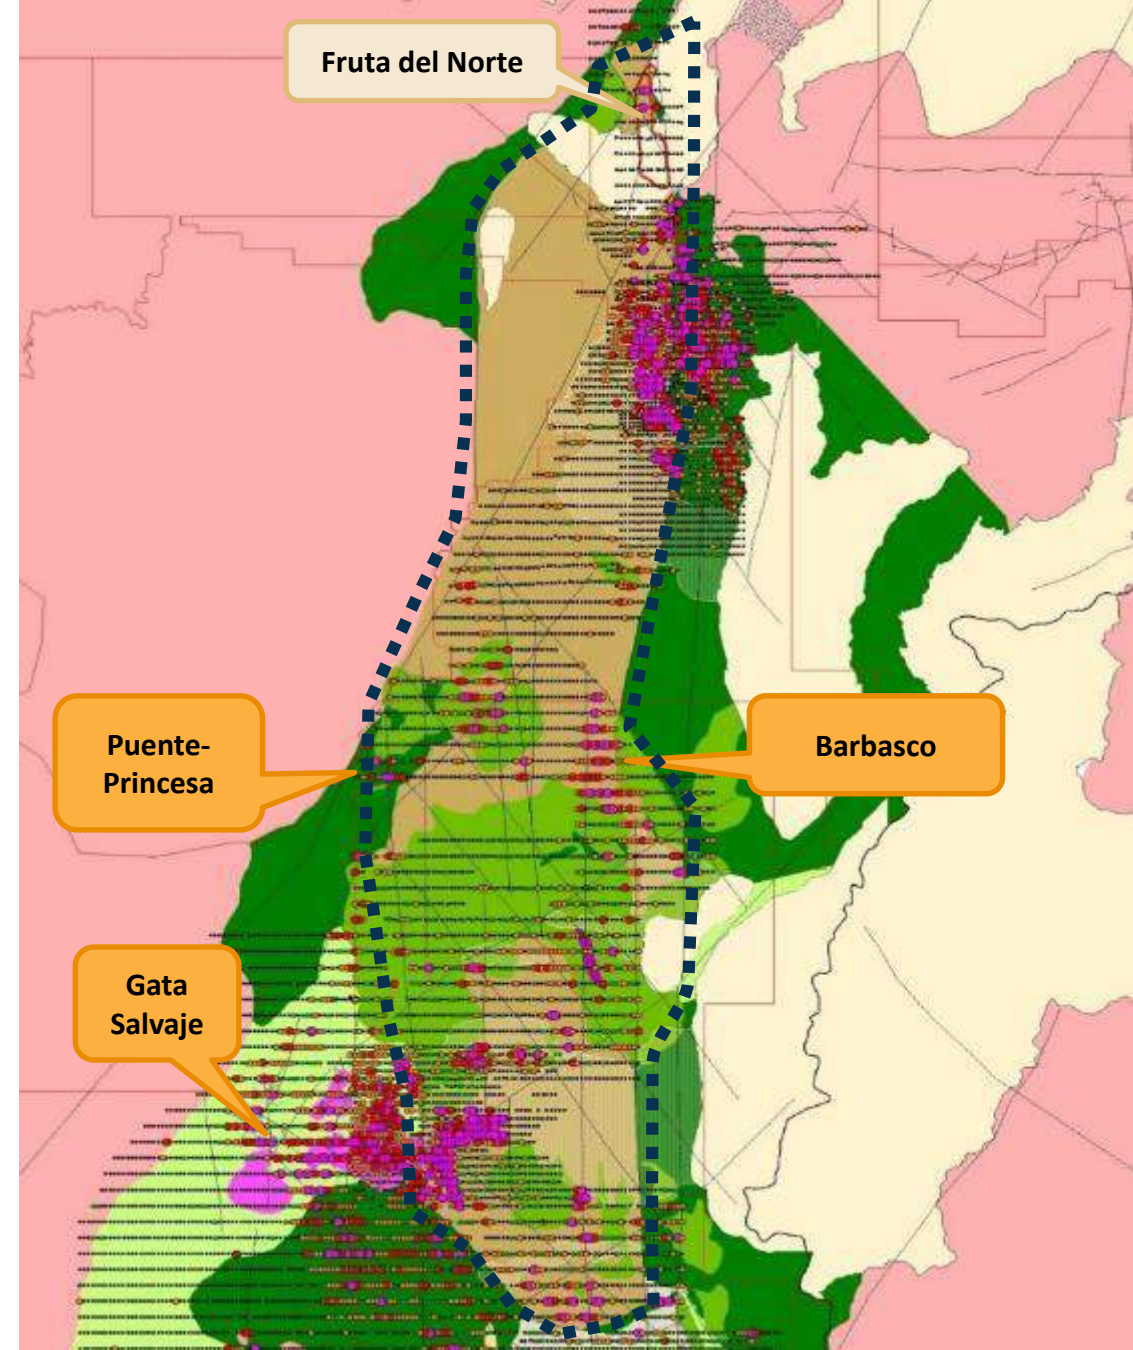 Fruta del Norte
Puente-
Princesa
Barbasco
Gata
Salvaje